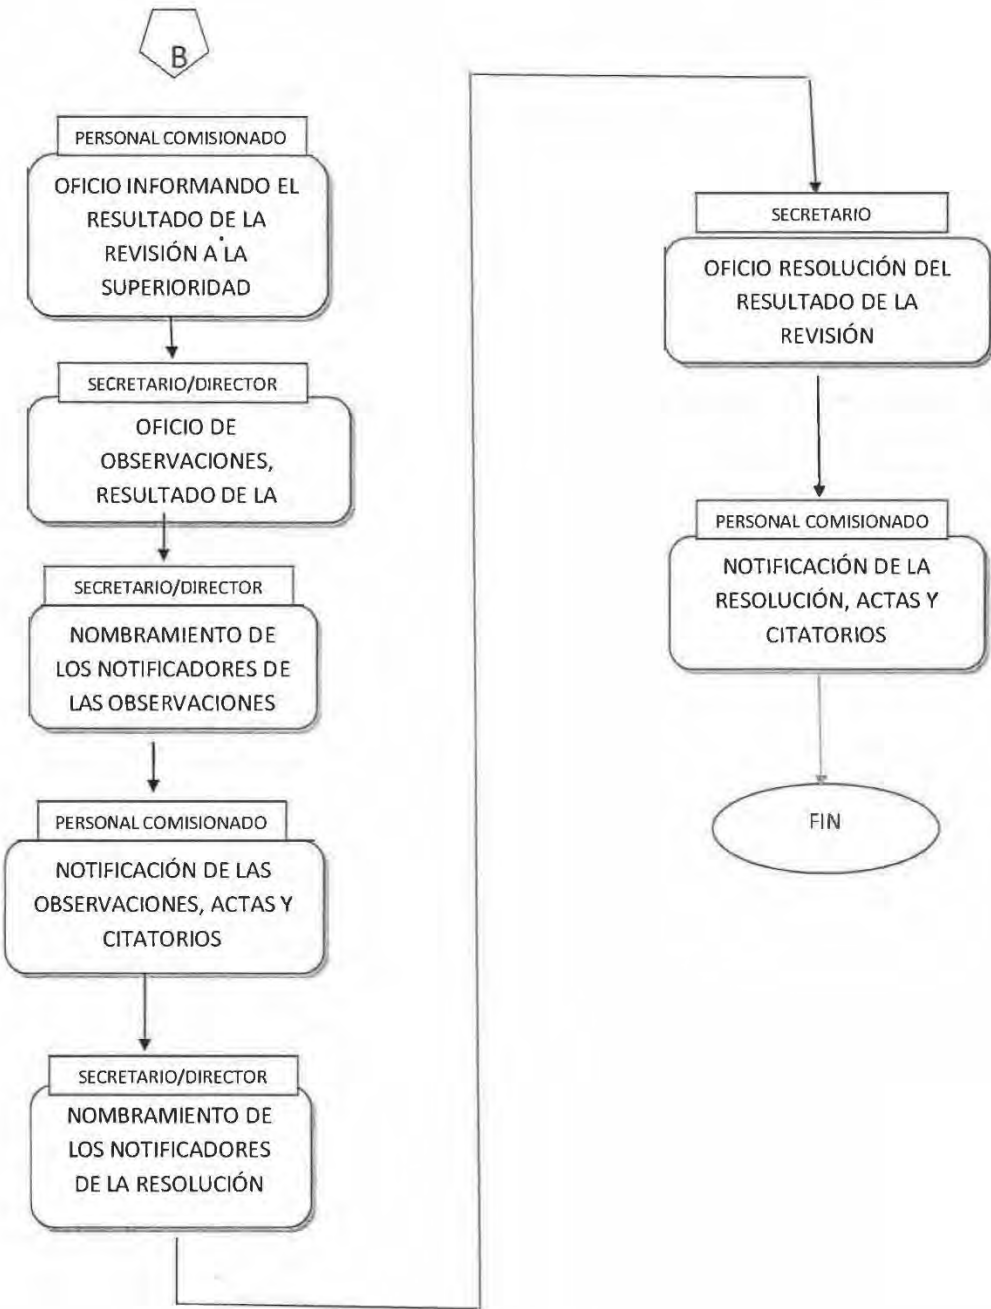 B
PERSONAL COMISIONADO
OFICIO INFORMANDO EL
RESULTADO DE LA
REVISIÓN A LA
SUPERIORIDAD
SECRETARIO/DIRECTOR
OFICIO DE
OBSERVACIONES,
RESULTADO DE LA
SECRETARIO/DIRECTOR
NOMBRAMIENTO DE
LOS NOTIFICADORES DE
LAS OBSERVACIONES
PERSONAL COMISIONADO
NOTIFICACIÓN DE LAS
OBSERVACIONES, ACTAS Y
CITATORIOS
SECRETARIO/DIRECTOR
NOMBRAMIENTO DE
LOS NOTIFICADORES
DE LA RESOLUCIÓN
SECRETARIO
OFICIO RESOLUCIÓN DEL
RESULTADO DE LA
REVISIÓN
PERSONAL COMISIONADO
NOTIFICACIÓN DE LA
RESOLUCIÓN, ACTAS Y
CITATORIOS
FIN